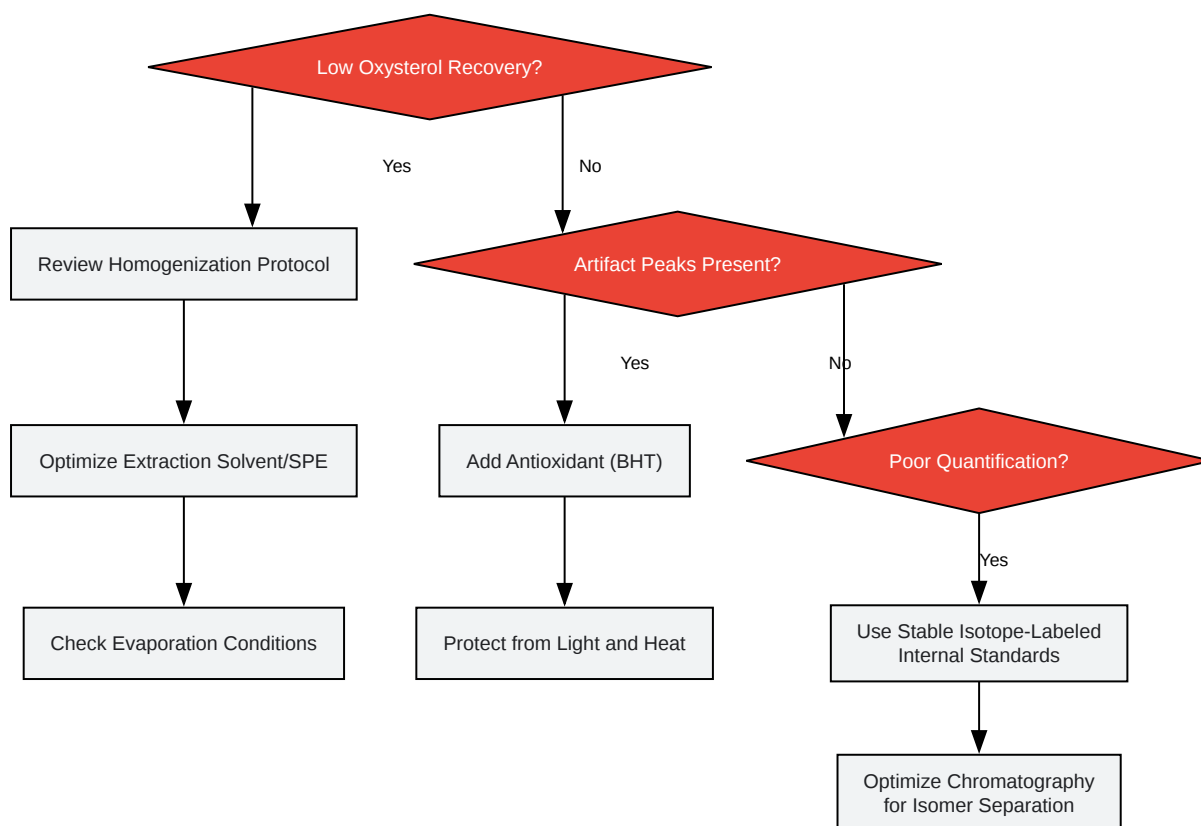 Low Oxysterol Recovery?
Yes
No
Review Homogenization Protocol
Artifact Peaks Present?
Yes
No
Optimize Extraction Solvent/SPE
Add Antioxidant (BHT)
Poor Quantification?
Yes
Check Evaporation Conditions
Protect from Light and Heat
Use Stable Isotope-Labeled
Internal Standards
Optimize Chromatography
for Isomer Separation